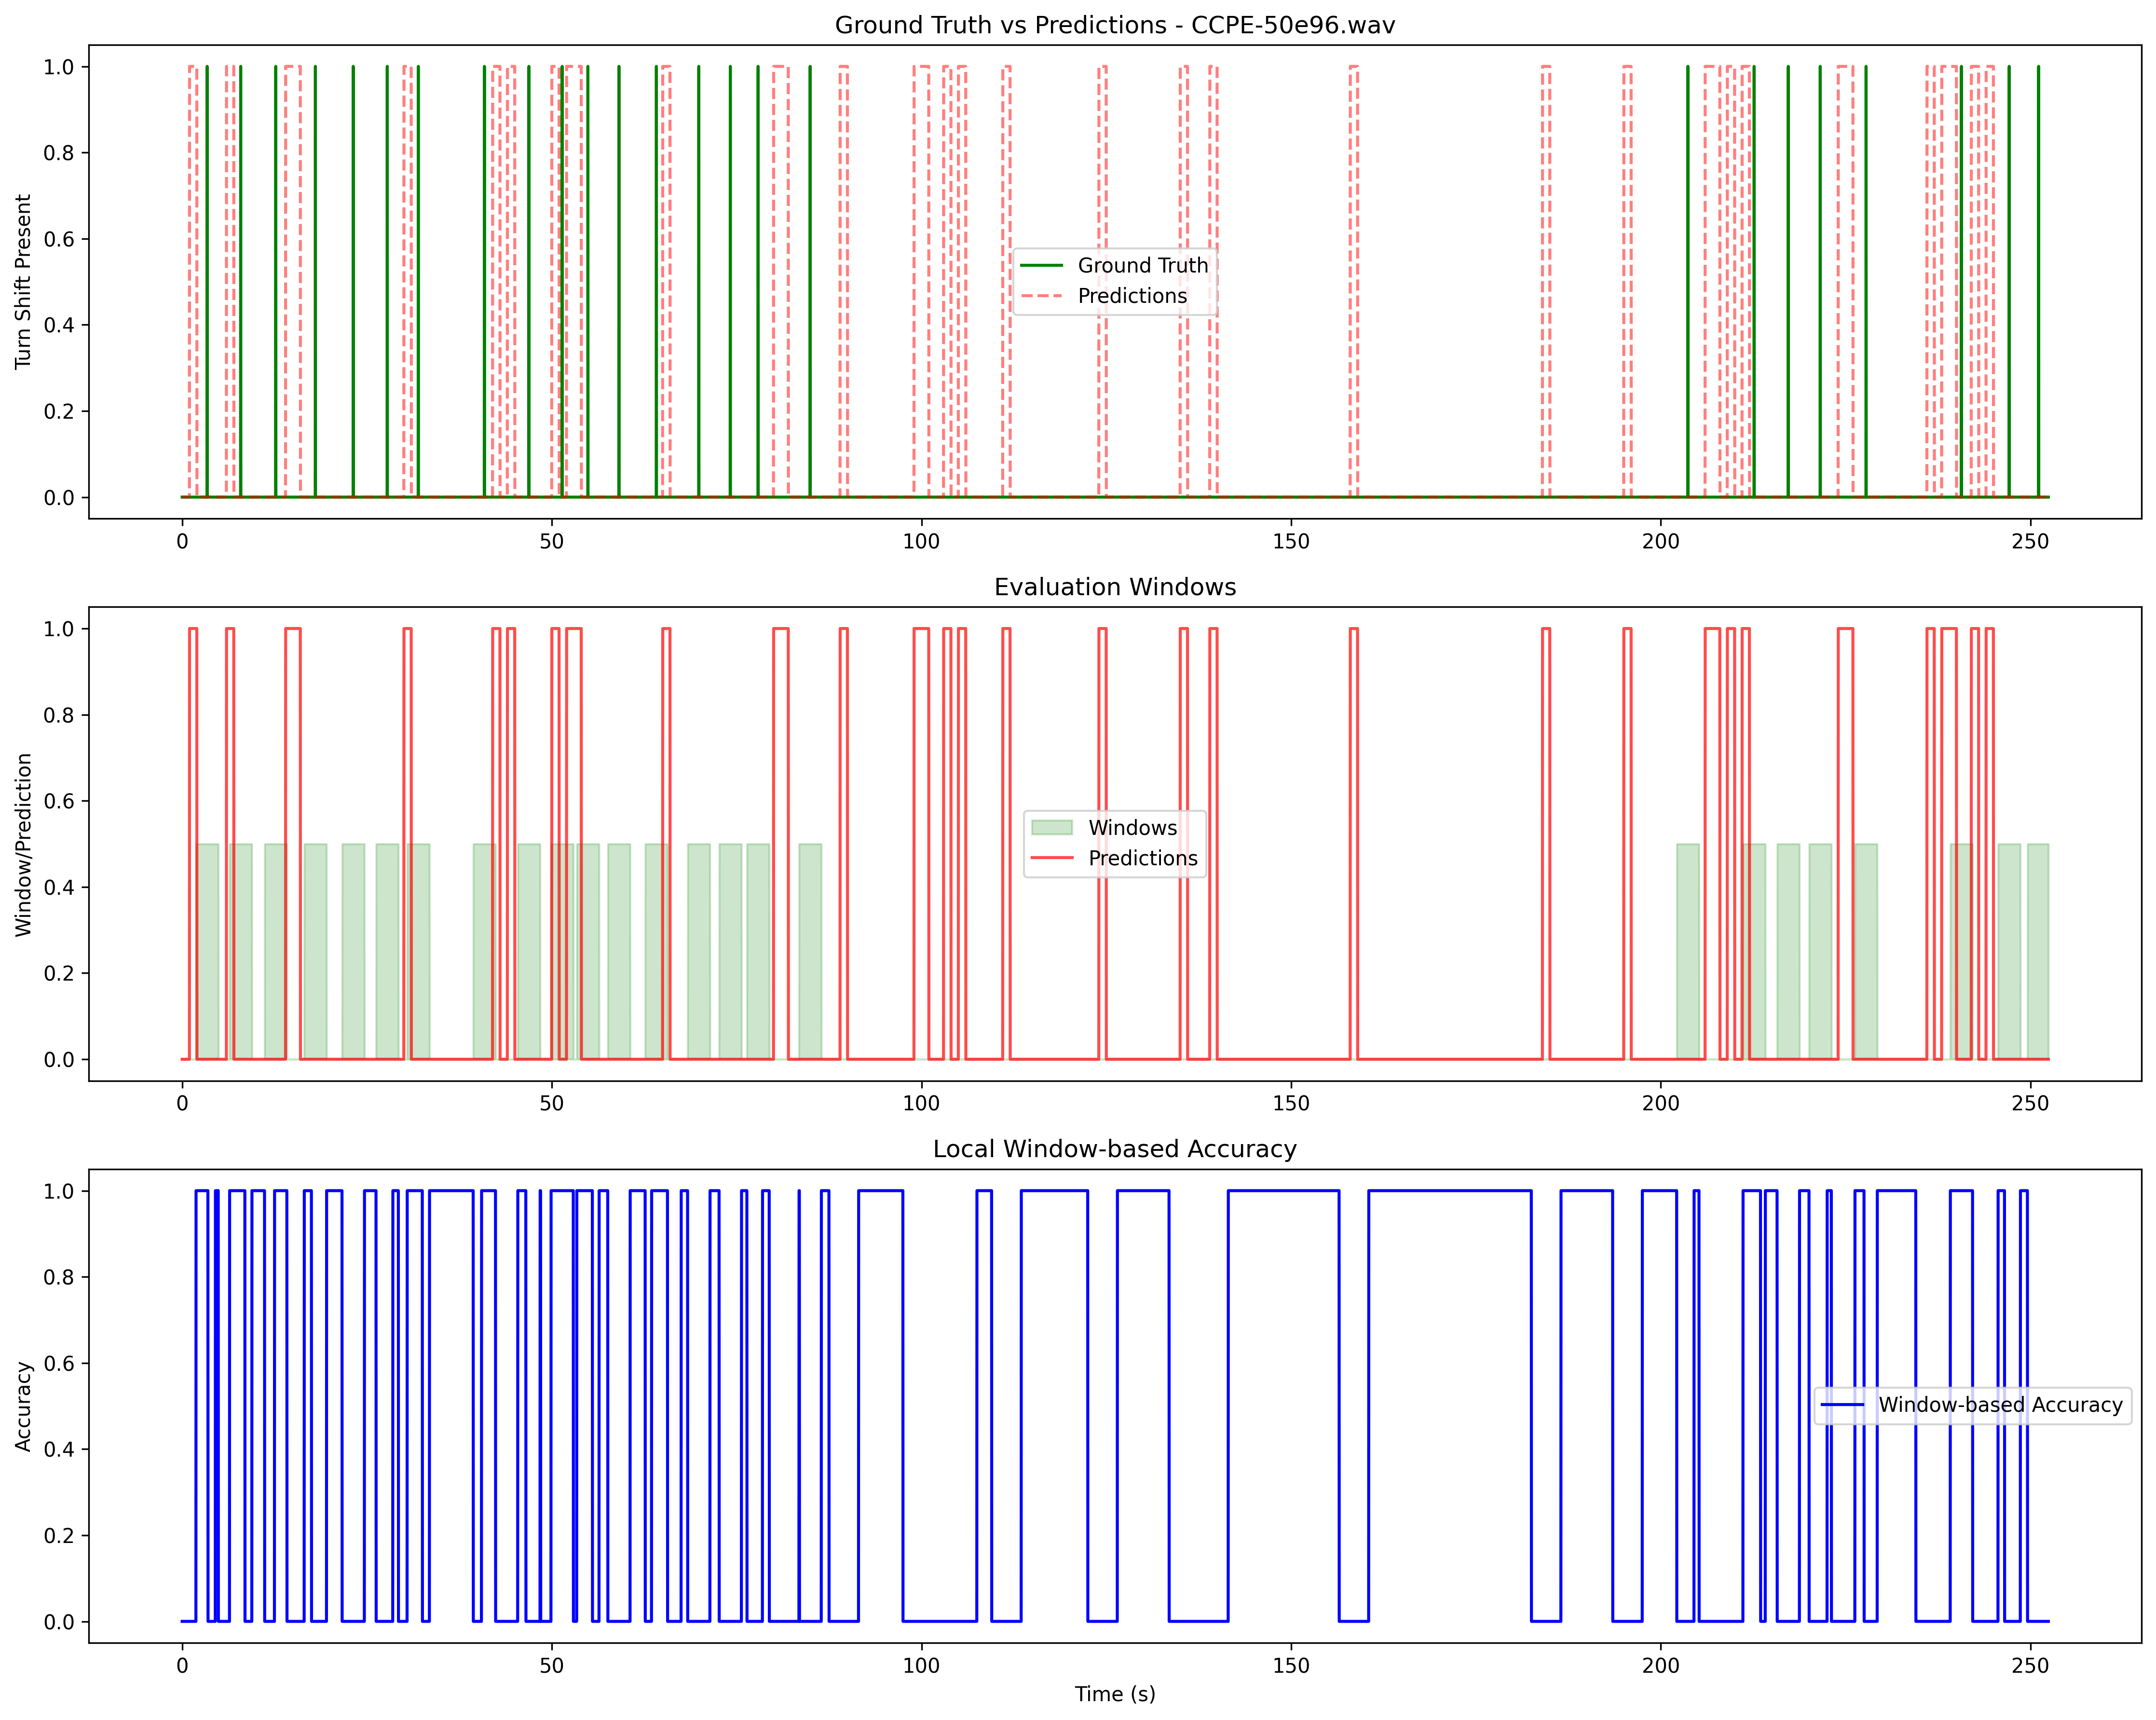 Ground Truth vs Predictions - CCPE-50e96.wav
Turn Shift Present
1.0
0.8
0.6
0.4
0.2
0.0
Ground Truth
Predictions
0 50 100 150 200 250
Evaluation Windows
Window/Prediction
1.0
0.8
0.6
0.4
0.2
0.0
Windows
Predictions
0 50 100 150 200 250
Local Window-based Accuracy
Accuracy
1.0
0.8
0.6
0.4
0.2
0.0
Window-based Accuracy
0 50 100 150 200 250
Time (s)